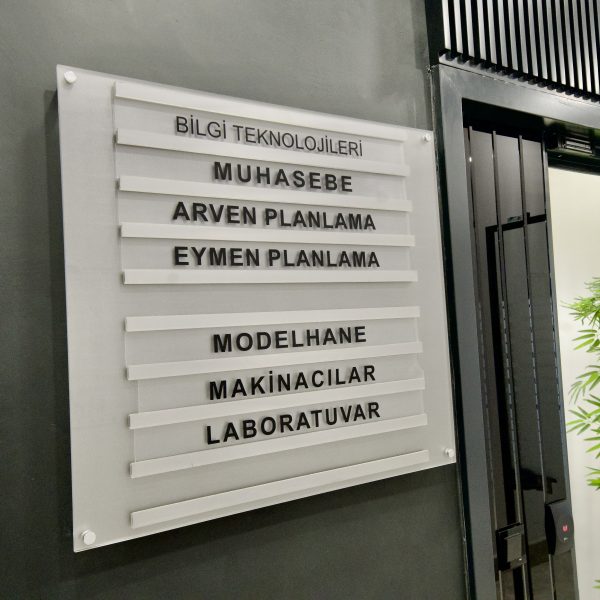 BİLGİ TEKNOLOJİLERİ
MUHASEBE
ARVEN PLANLAMA
EYMEN PLANLAMA
MODELHANE
MAKİNACILAR
LABORATUVAR